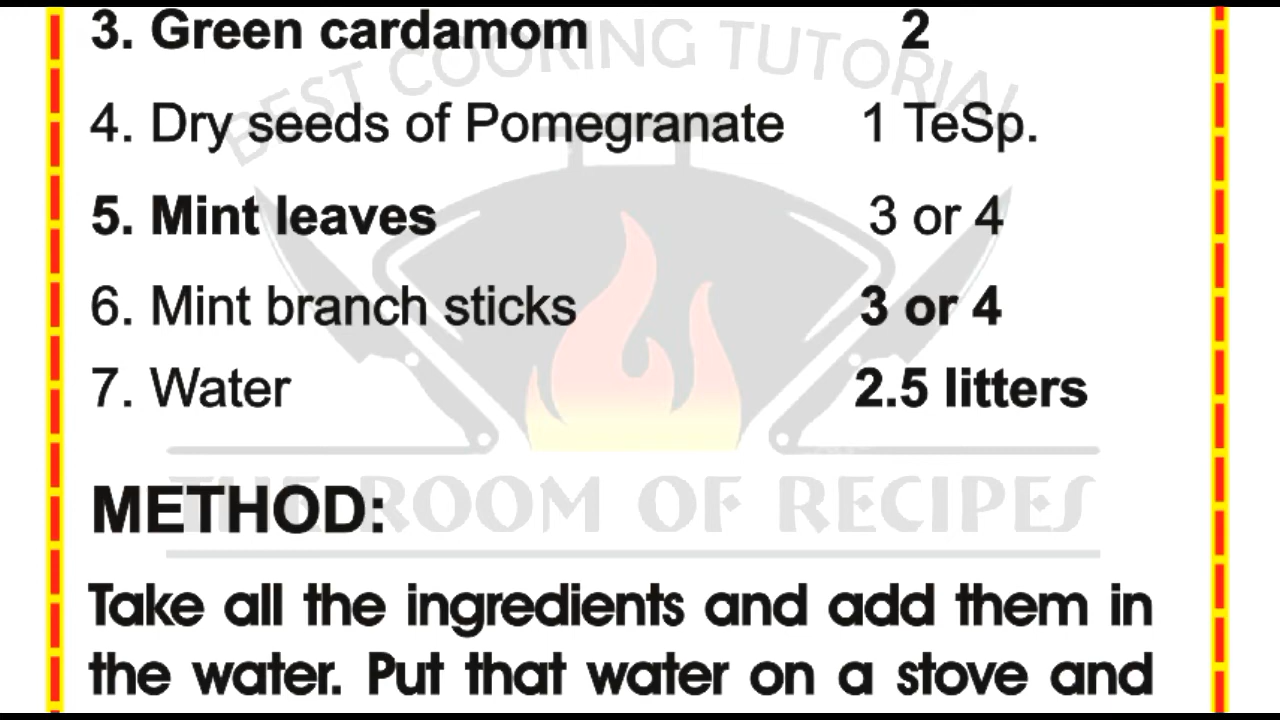 3. Green cardamom 2
BEST COOKING TUTORIAL
4. Dry seeds of Pomegranate 1 TeSp.
5. Mint leaves 3 or 4
6. Mint branch sticks 3 or 4
7. Water 2.5 litters
METHOD:
THE ROOM OF RECIPES
Take all the ingredients and add them in
the water. Put that water on a stove and